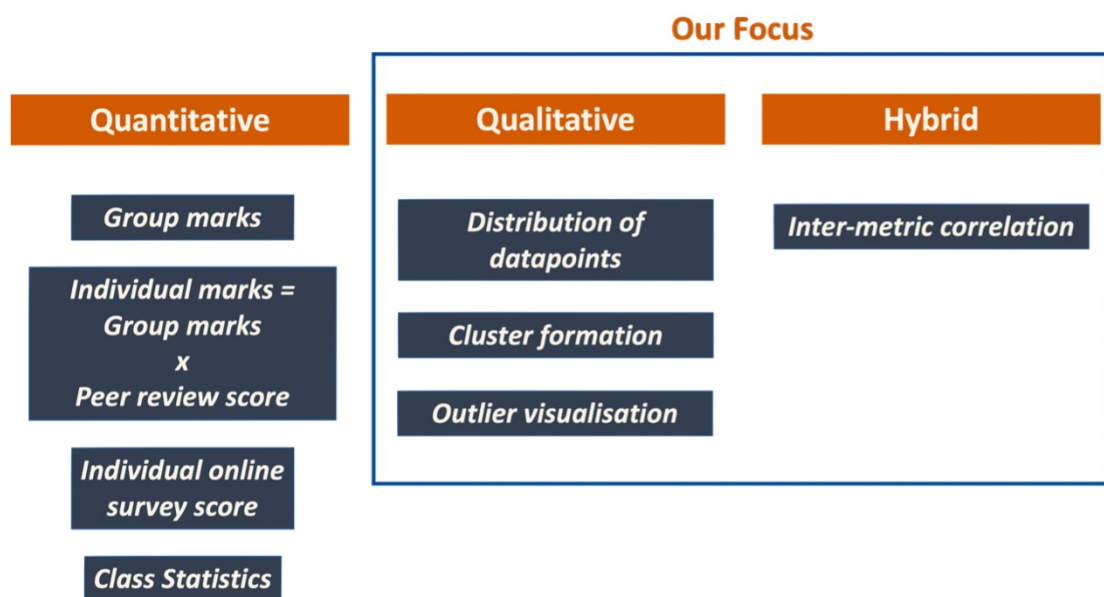 Our Focus
Quantitative
Group marks
Individual marks =
Group marks
x
Peer review score
Individual online
survey score
Class Statistics
Qualitative
Distribution of
datapoints
Cluster formation
Outlier visualisation
Hybrid
Inter-metric correlation